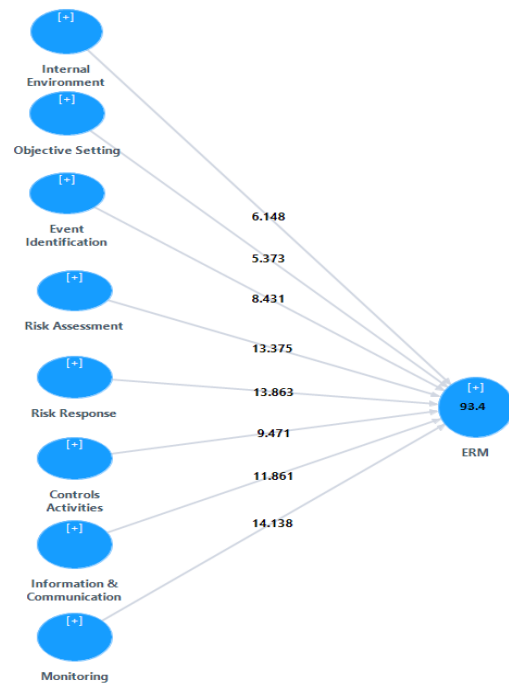 [+]
Internal
Environment
[+]
Objective Setting
[+]
Event
Identification
[+]
Risk Assessment
[+]
Risk Response
[+]
Controls
Activities
[+]
Information &
Communication
[+]
Monitoring
6.148
5.373
8.431
13.375
13.863
9.471
11.861
14.138
[+]
93.4
ERM